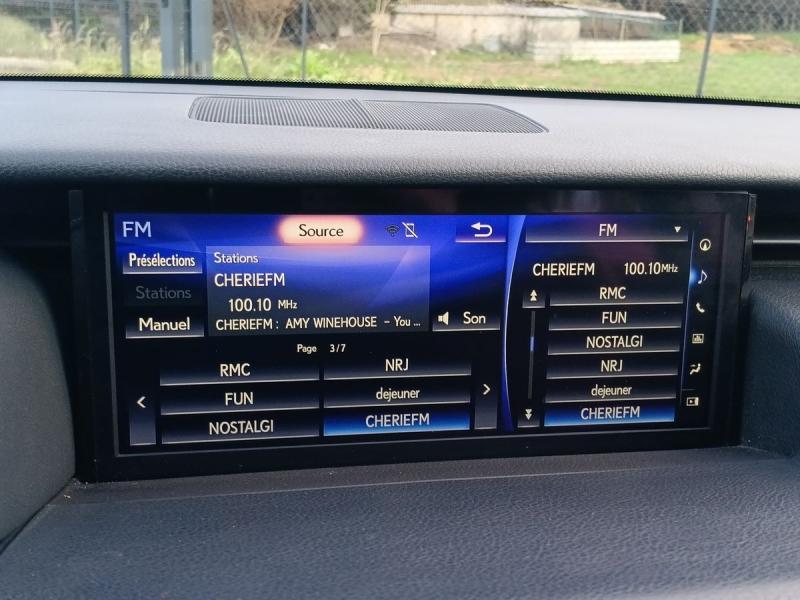 FM
Source
Présélections
Stations
Manuel
Stations
CHERIEFM
100.10 MHz
CHERIEFM : AMY WINEHOUSE - You ...
Son
Page 3/7
RMC
NRJ
FUN
dejeuner
NOSTALGI
CHERIEFM
FM
CHERIEFM 100.10MHz
RMC
FUN
NOSTALGI
NRJ
dejeuner
CHERIEFM